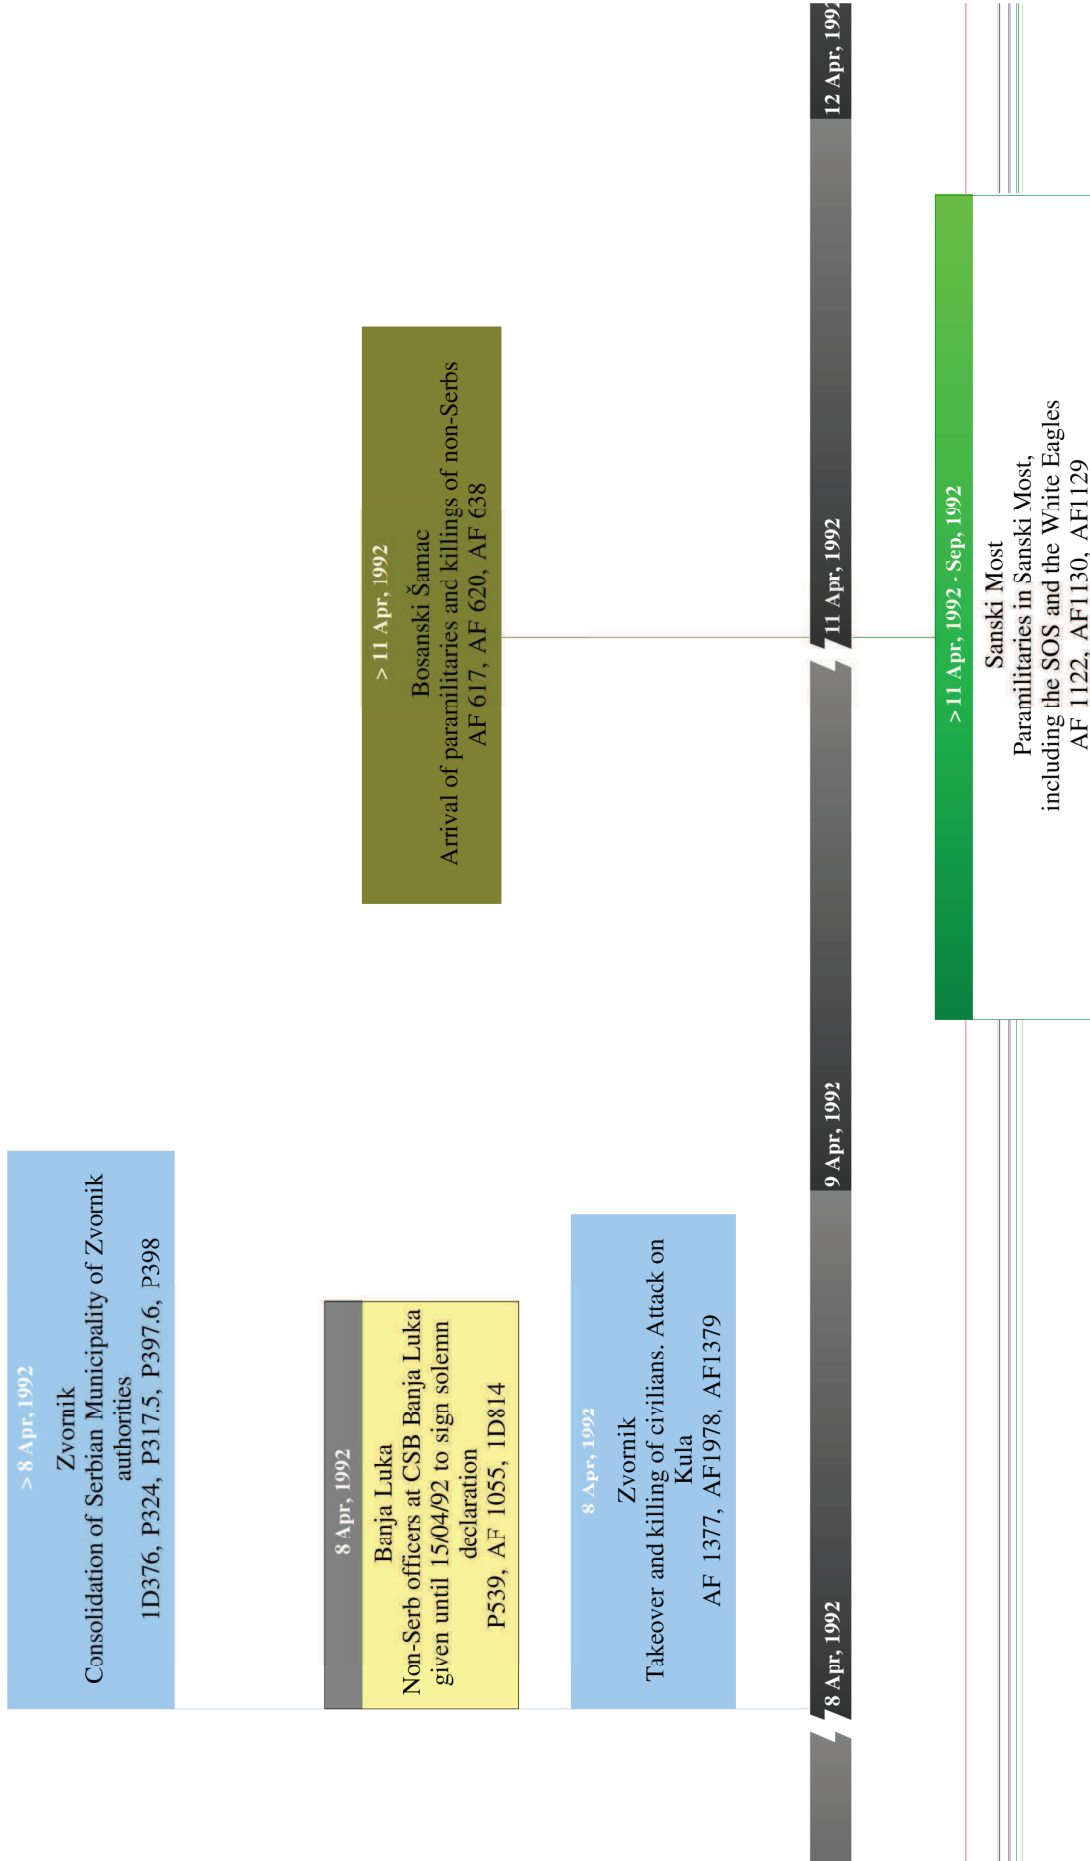 > 8 Apr, 1992
Zvornik
Consolidation of Serbian Municipality of Zvornik
authorities
1D376, P324, P317.5, P397.6, P398
8 Apr, 1992
Banja Luka
Non-Serb officers at CSB Banja Luka
given until 15/04/92 to sign solemn
declaration
P539, AF 1055, 1D814
8 Apr, 1992
Zvornik
Takeover and killing of civilians. Attack on
Kula
AF 1377, AF1978, AF1379
> 11 Apr, 1992
Bosanski Šamac
Arrival of paramilitaries and killings of non-Serbs
AF 617, AF 620, AF 638
8 Apr, 1992
9 Apr, 1992
11 Apr, 1992
12 Apr, 1992
> 11 Apr, 1992 - Sep, 1992
Sanski Most
Paramilitaries in Sanski Most,
including the SOS and the White Eagles
AF 1122, AF1130, AF1129